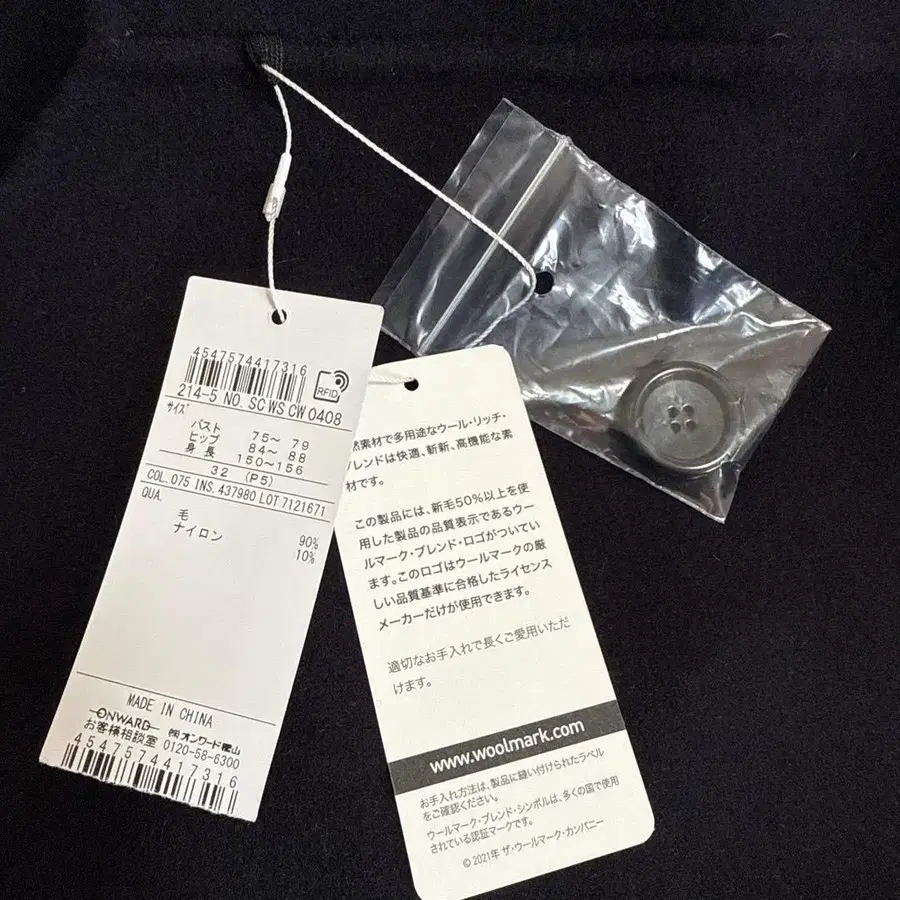 4547574417316
RFID
214-5 NO. SCWSCW0408
サイズ
バスト 75～ 79
ヒップ 84～ 88
身長 150～156
32 (P5)
COL. 075 INS. 437980 LOT 7121671
QUA.
毛 90%
ナイロン 10%
MADE IN CHINA
ONWARD ㈱オンワード樫山
お客様相談室 0120-58-6300
4547574417316
然素材で多用途なウール・リッチ・
ブレンドは快適、斬新、高機能な素
材です。
この製品には、新毛50%以上を使
用した製品の品質表示であるウー
ルマーク・ブレンド・ロゴがついてい
ます。このロゴはウールマークの厳
しい品質基準に合格したライセンス
メーカーだけが使用できます。
適切なお手入れで長くご愛用いただ
けます。
www.woolmark.com
お手入れ方法は、製品に縫い付けられたラベル
をご確認ください。
ウールマーク・ブレンド・シンボルは、多くの国で使用
されている認証マークです。
© 2021年 ザ・ウールマーク・カンパニー